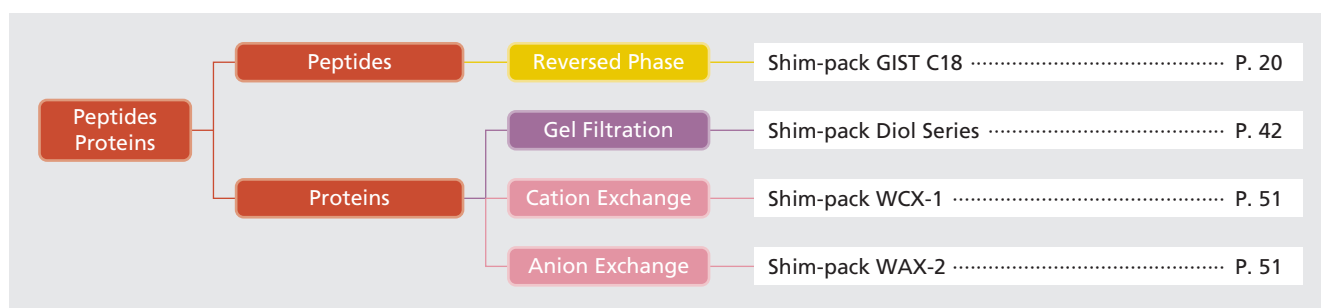 Peptides
Proteins
Peptides
Reversed Phase
Shim-pack GIST C18 ··········································· P. 20
Gel Filtration
Shim-pack Diol Series ········································ P. 42
Proteins
Cation Exchange
Shim-pack WCX-1 ·············································· P. 51
Anion Exchange
Shim-pack WAX-2 ·············································· P. 51